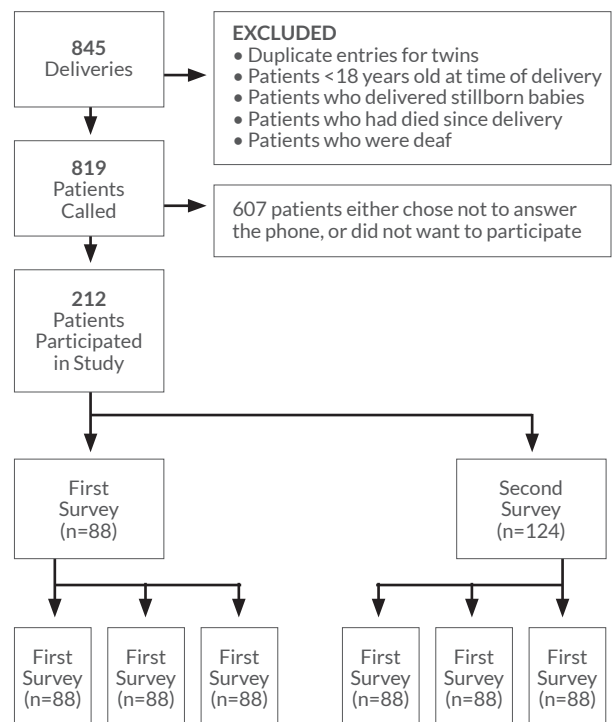 845
Deliveries
EXCLUDED
• Duplicate entries for twins
• Patients <18 years old at time of delivery
• Patients who delivered stillborn babies
• Patients who had died since delivery
• Patients who were deaf
819
Patients
Called
607 patients either chose not to answer
the phone, or did not want to participate
212
Patients
Participated
in Study
First
Survey
(n=88)
Second
Survey
(n=124)
First
Survey
(n=88)
First
Survey
(n=88)
First
Survey
(n=88)
First
Survey
(n=88)
First
Survey
(n=88)
First
Survey
(n=88)